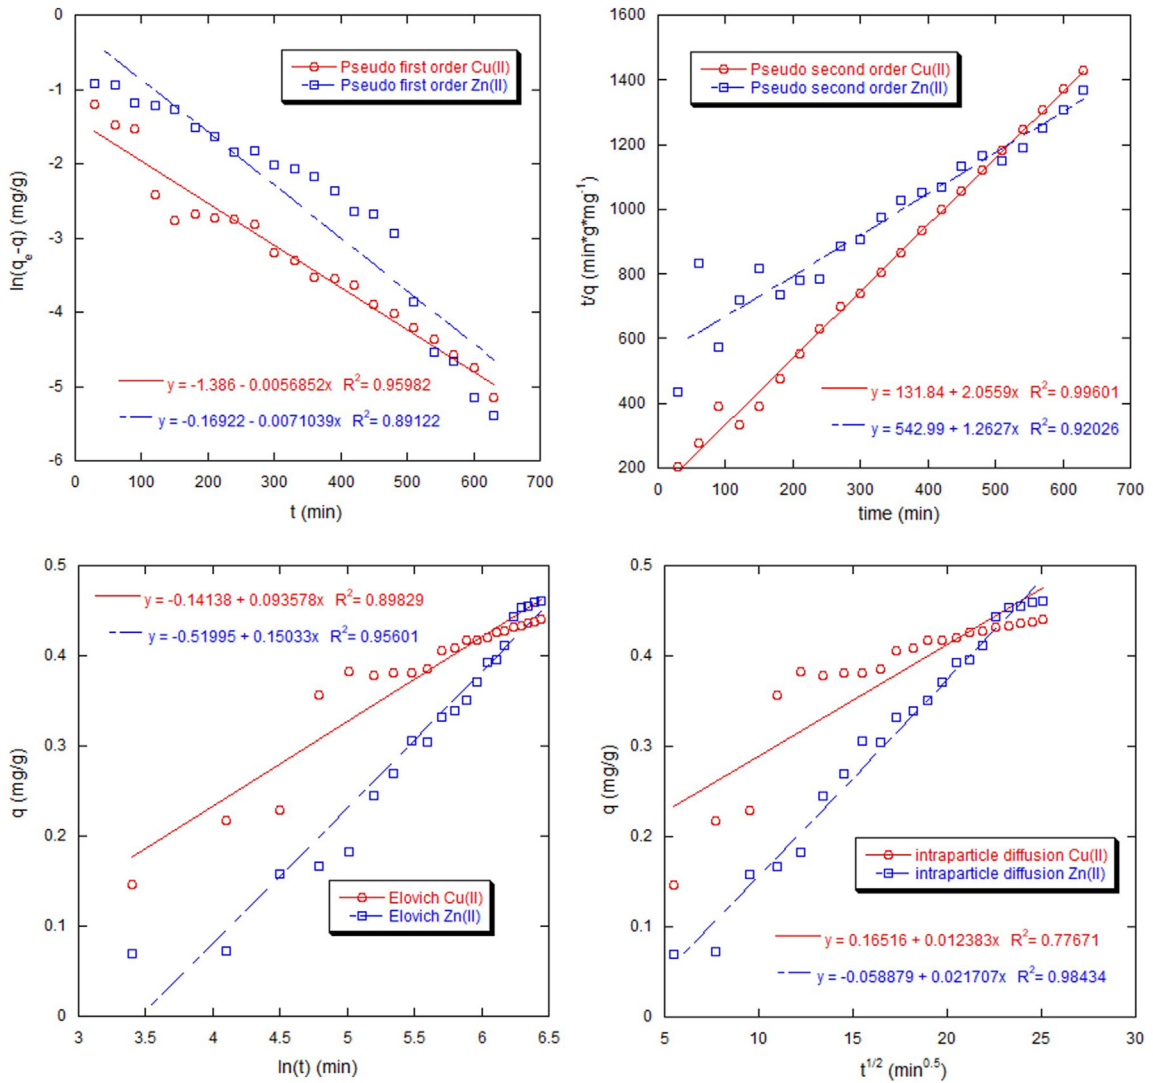 0
-1
-2
-3
-4
-5
-6
ln(qe-q) (mg/g)
Pseudo first order Cu(II)
Pseudo first order Zn(II)
y = -1.386 - 0.0056852x R2= 0.95982
y = -0.16922 - 0.0071039x R2= 0.89122
0 100 200 300 400 500 600 700
t (min)
1600
1400
1200
1000
800
600
400
200
t/q (min*g*mg-1)
Pseudo second order Cu(II)
Pseudo second order Zn(II)
y = 131.84 + 2.0559x R2= 0.99601
y = 542.99 + 1.2627x R2= 0.92026
0 100 200 300 400 500 600 700
time (min)
0.5
0.4
0.3
0.2
0.1
0
q (mg/g)
y = -0.14138 + 0.093578x R2= 0.89829
y = -0.51995 + 0.15033x R2= 0.95601
Elovich Cu(II)
Elovich Zn(II)
3 3.5 4 4.5 5 5.5 6 6.5
ln(t) (min)
0.5
0.4
0.3
0.2
0.1
0
q (mg/g)
intraparticle diffusion Cu(II)
intraparticle diffusion Zn(II)
y = 0.16516 + 0.012383x R2= 0.77671
y = -0.058879 + 0.021707x R2= 0.98434
5 10 15 20 25 30
t1/2 (min0.5)